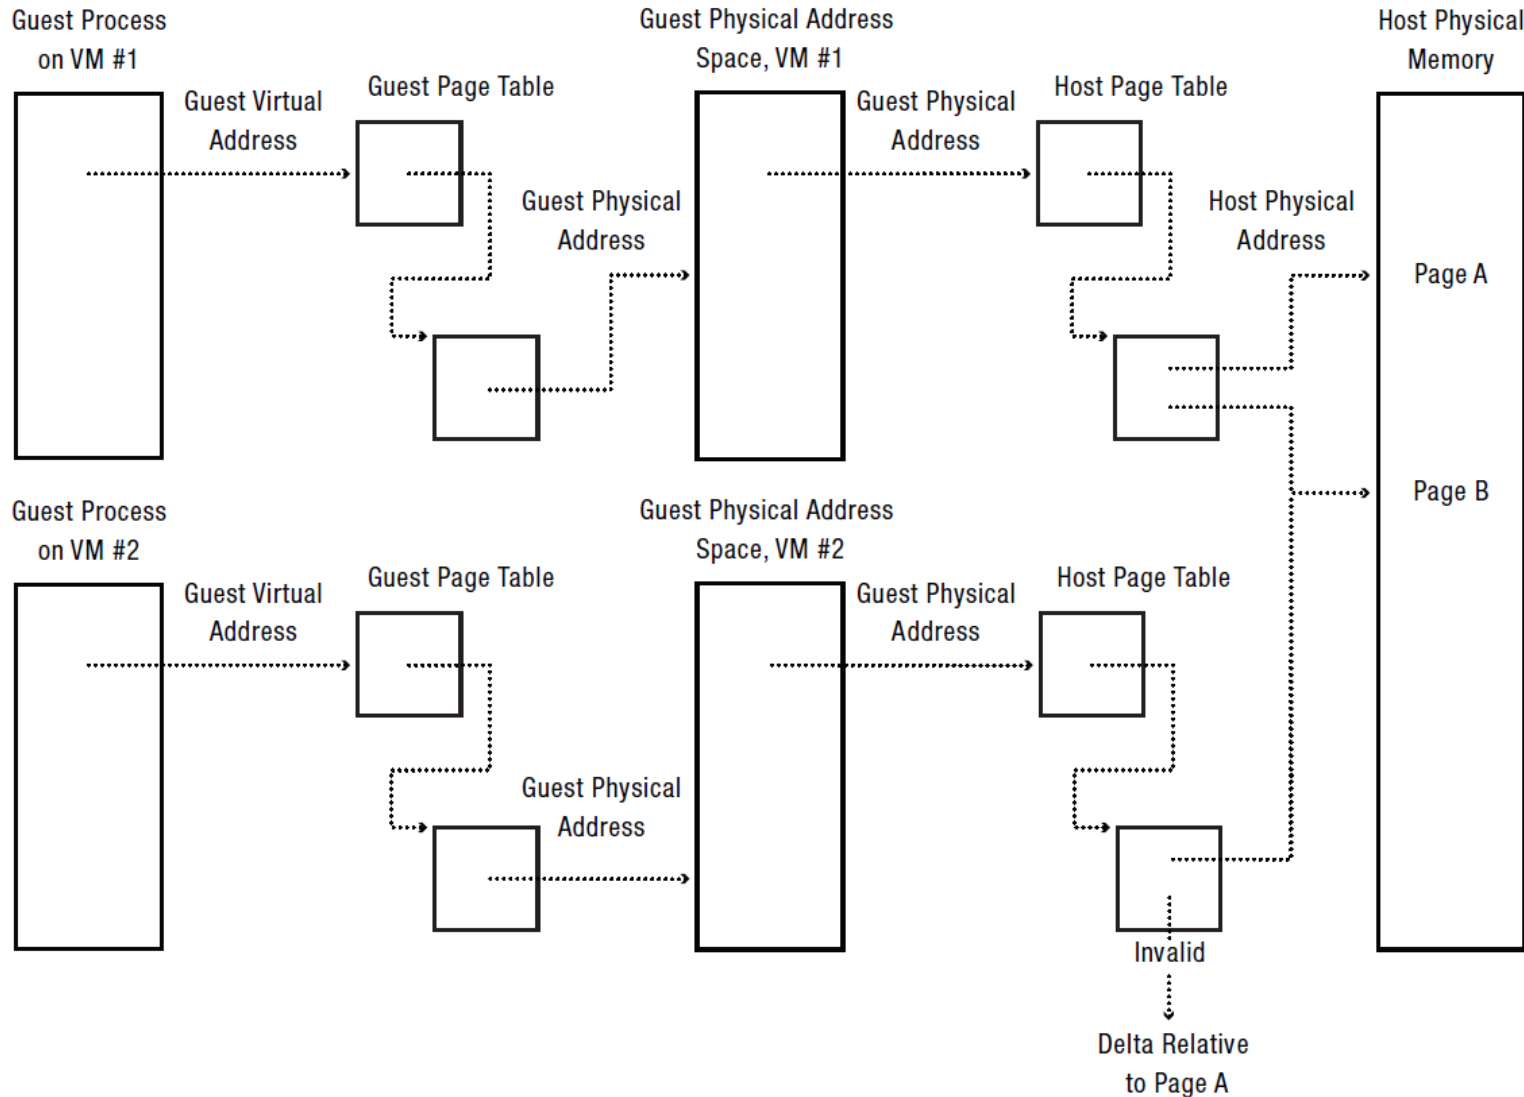 Guest Process
on VM #1
Guest Physical Address
Space, VM #1
Host Physical
Memory
Guest Virtual
Address
Guest Page Table
Guest Physical
Address
Host Page Table
Guest Physical
Address
Host Physical
Address
Page A
Page B
Guest Process
on VM #2
Guest Physical Address
Space, VM #2
Guest Virtual
Address
Guest Page Table
Guest Physical
Address
Host Page Table
Guest Physical
Address
Invalid
Delta Relative
to Page A